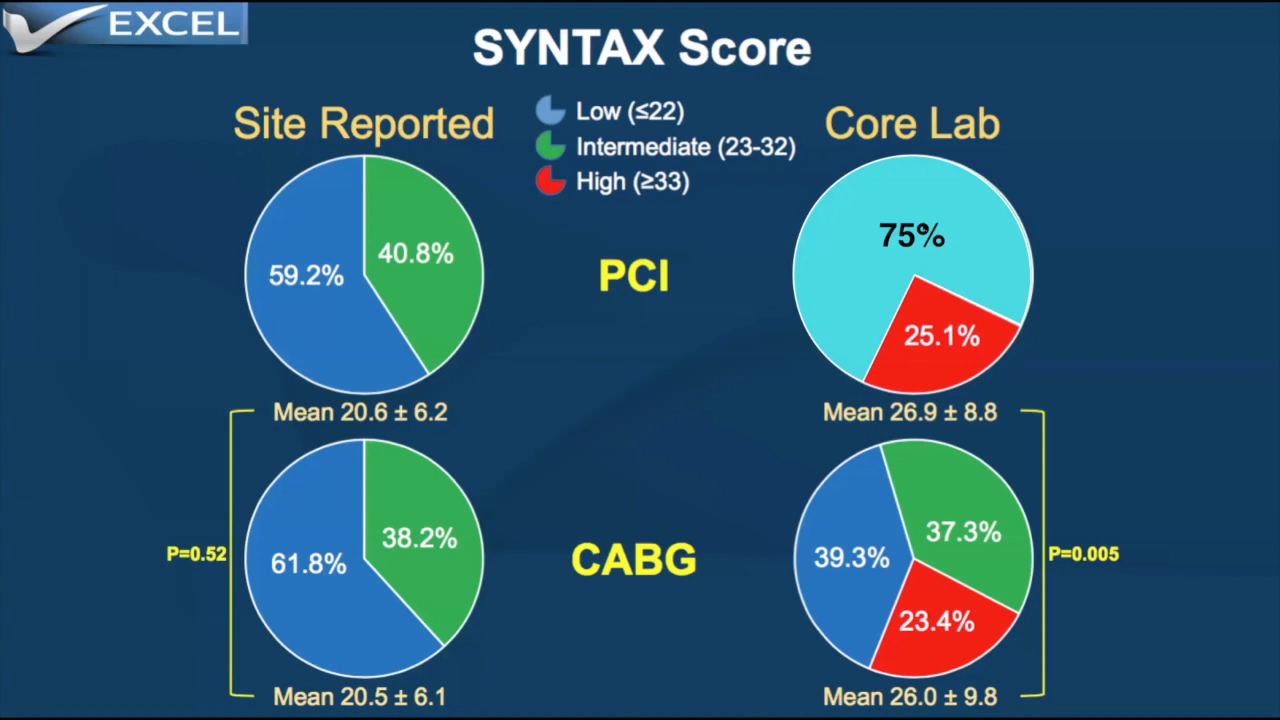 EXCEL
SYNTAX Score
Site Reported
Low (≤22)
Intermediate (23-32)
High (≥33)
Core Lab
59.2%
40.8%
PCI
75%
25.1%
Mean 20.6 ± 6.2
Mean 26.9 ± 8.8
P=0.52
61.8%
38.2%
CABG
39.3%
37.3%
23.4%
P=0.005
Mean 20.5 ± 6.1
Mean 26.0 ± 9.8